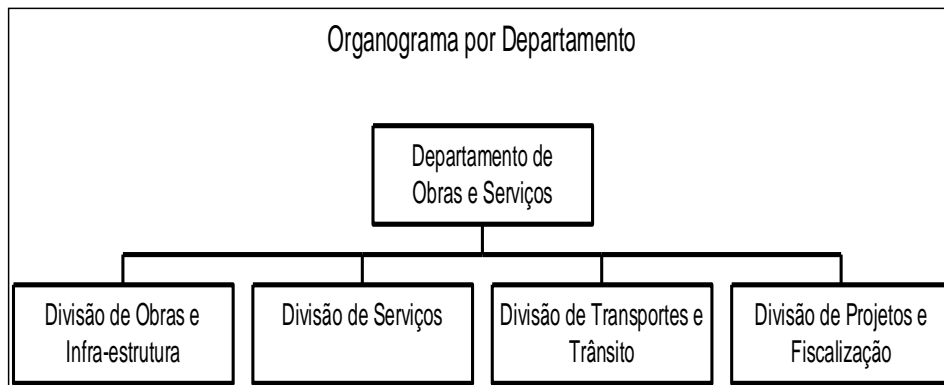 Organograma por Departamento
Departamento de
Obras e Serviços
Divisão de Obras e
Infra-estrutura
Divisão de Serviços
Divisão de Transportes e
Trânsito
Divisão de Projetos e
Fiscalização